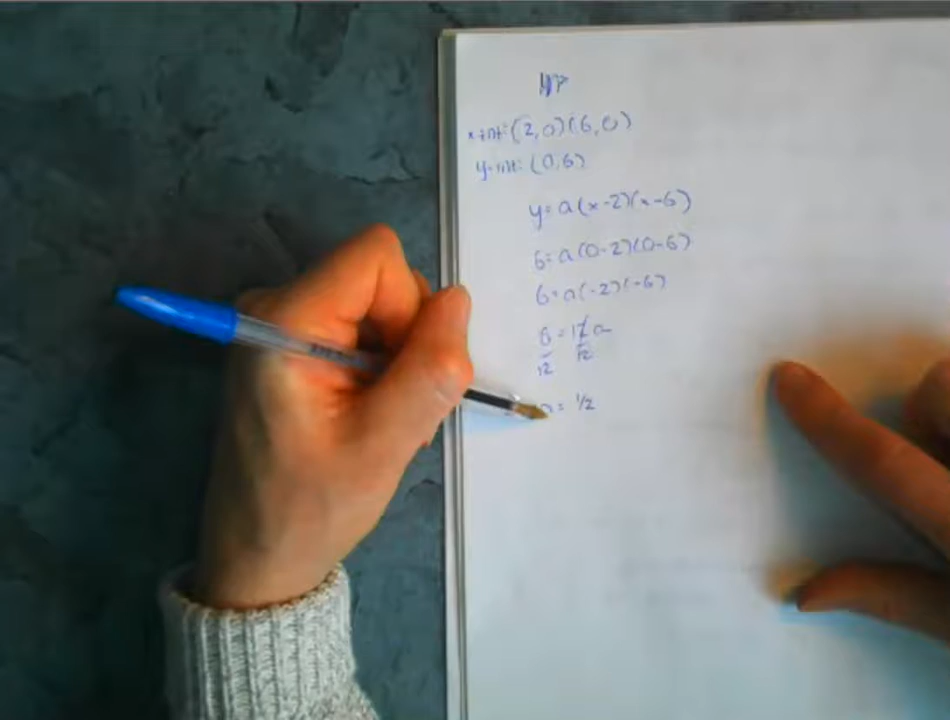 x-int: (2,0)(6,0)
y-int: (0,6)
y = a(x-2)(x-6)
6 = a(0-2)(0-6)
6 = a(-2)(-6)
6 = 12 a
12 12
a = 1/2